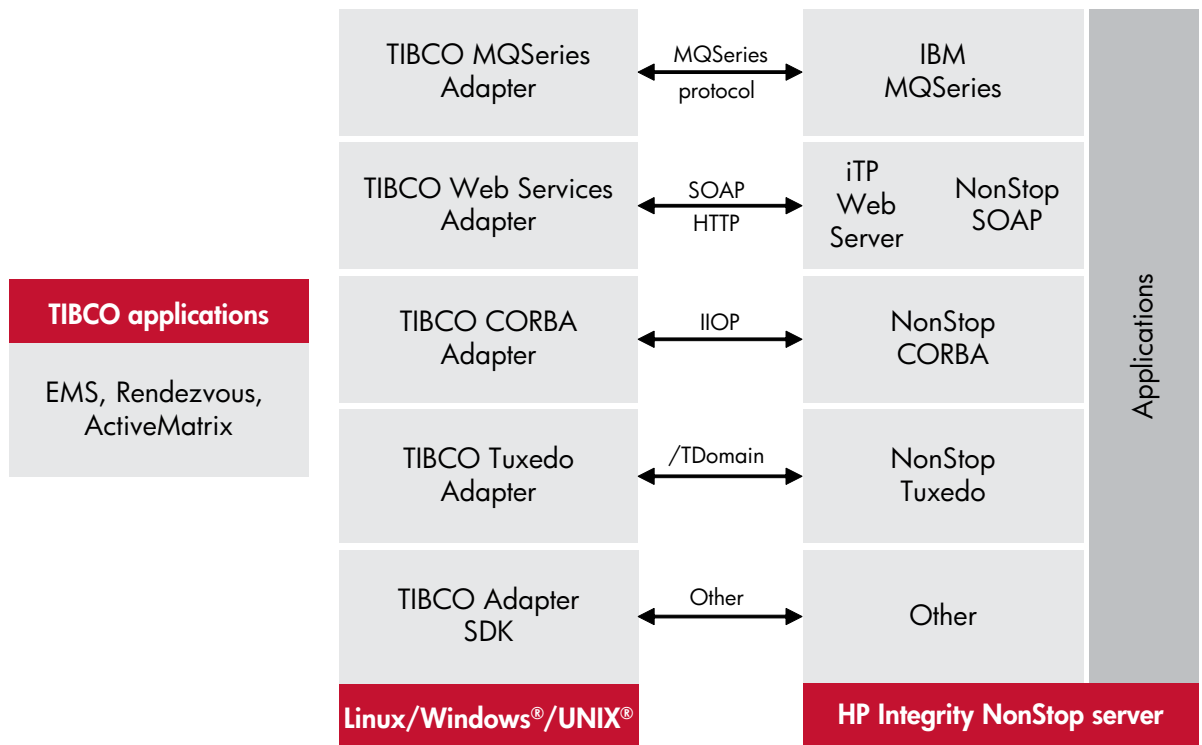 TIBCO applications
EMS, Rendezvous,
ActiveMatrix
TIBCO MQSeries
Adapter
MQSeries
protocol
IBM
MQSeries
TIBCO Web Services
Adapter
SOAP
HTTP
iTP
Web
Server
NonStop
SOAP
TIBCO CORBA
Adapter
IIOP
NonStop
CORBA
TIBCO Tuxedo
Adapter
/TDomain
NonStop
Tuxedo
TIBCO Adapter
SDK
Other
Other
Applications
Linux/Windows®/UNIX®
HP Integrity NonStop server